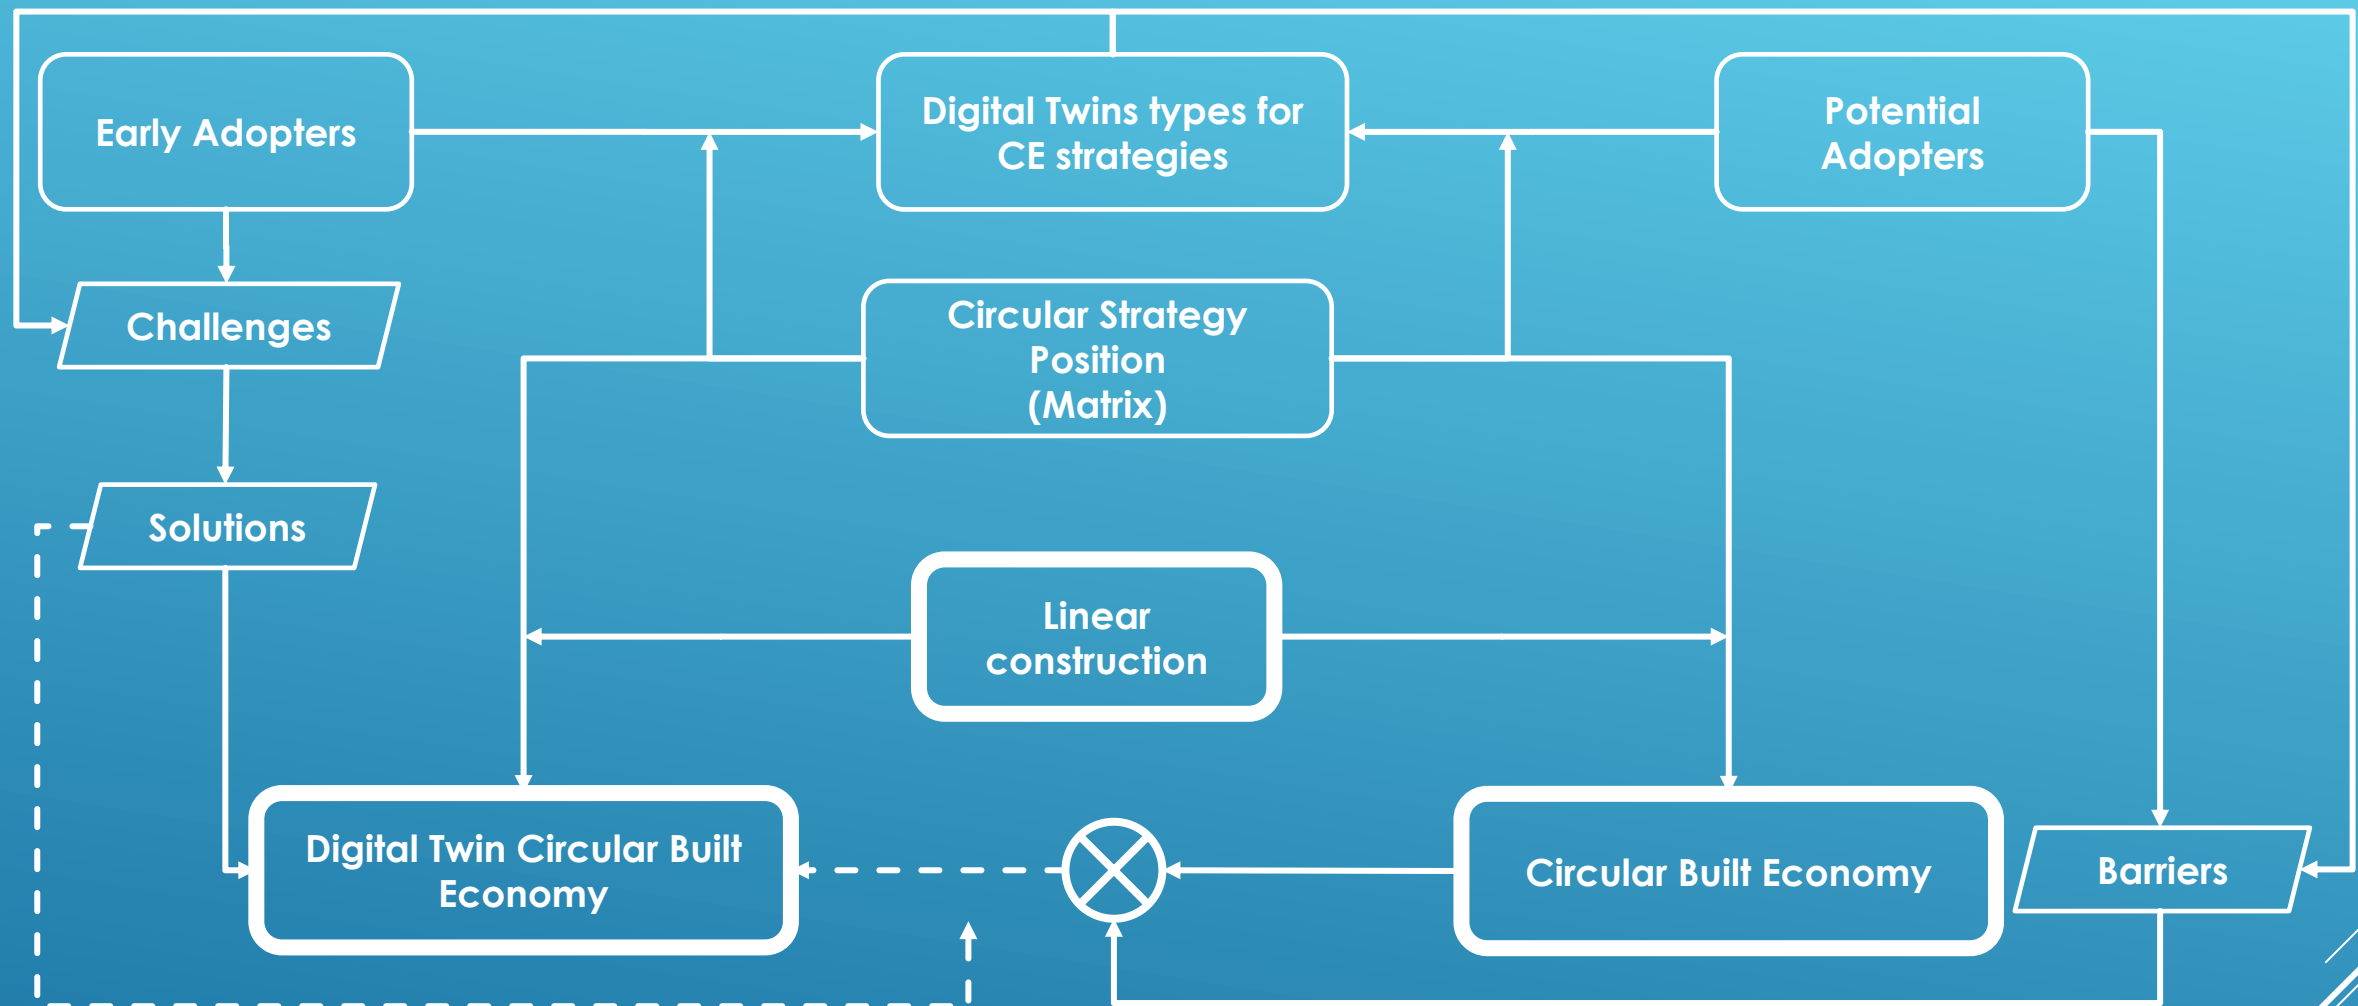 Early Adopters
Digital Twins types for
CE strategies
Potential
Adopters
Challenges
Circular Strategy
Position
(Matrix)
Solutions
Linear
construction
Digital Twin Circular Built
Economy
Circular Built Economy
Barriers